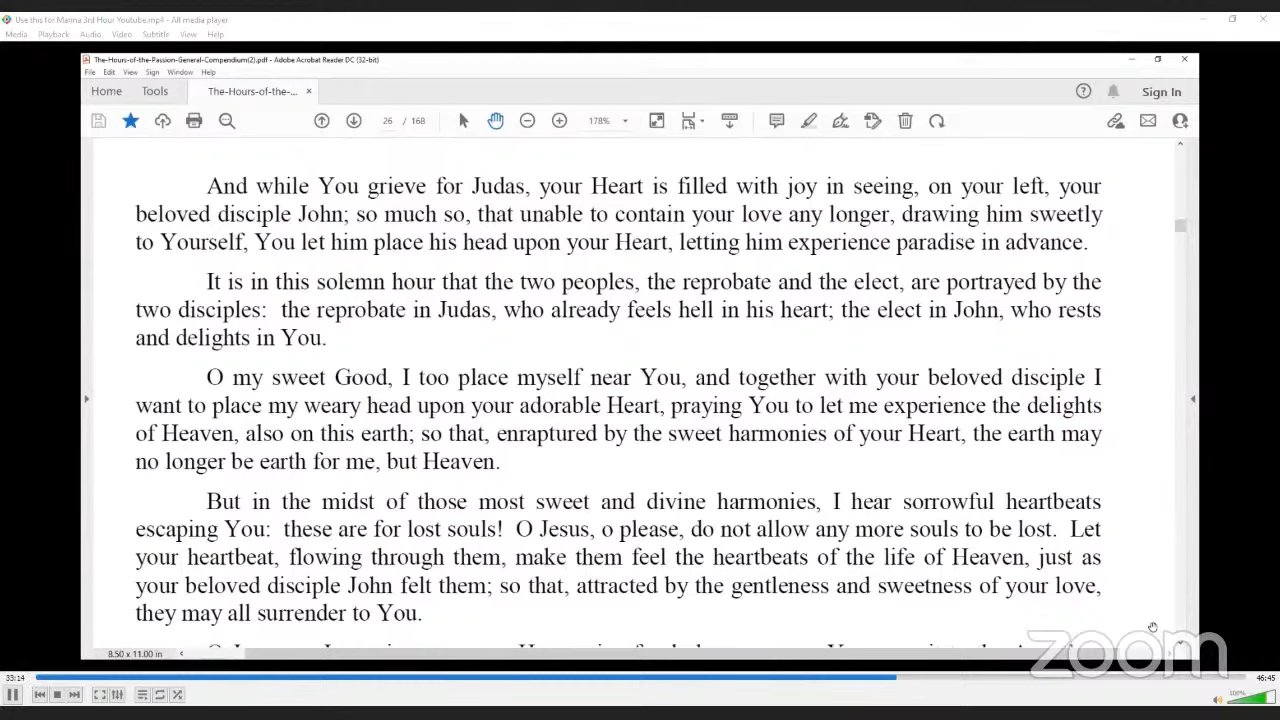 Use this for Marina 3rd Hour Youtube.mp4 - All media player
Media Playback Audio Video Subtitle View Help
The-Hours-of-the-Passion-General-Compendium(2).pdf - Adobe Acrobat Reader DC (32-bit)
File Edit View Sign Window Help
Home Tools The-Hours-of-the-... × Sign In
26 / 168 178%
And while You grieve for Judas, your Heart is filled with joy in seeing, on your left, your
beloved disciple John; so much so, that unable to contain your love any longer, drawing him sweetly
to Yourself, You let him place his head upon your Heart, letting him experience paradise in advance.
It is in this solemn hour that the two peoples, the reprobate and the elect, are portrayed by the
two disciples: the reprobate in Judas, who already feels hell in his heart; the elect in John, who rests
and delights in You.
O my sweet Good, I too place myself near You, and together with your beloved disciple I
want to place my weary head upon your adorable Heart, praying You to let me experience the delights
of Heaven, also on this earth; so that, enraptured by the sweet harmonies of your Heart, the earth may
no longer be earth for me, but Heaven.
But in the midst of those most sweet and divine harmonies, I hear sorrowful heartbeats
escaping You: these are for lost souls! O Jesus, o please, do not allow any more souls to be lost. Let
your heartbeat, flowing through them, make them feel the heartbeats of the life of Heaven, just as
your beloved disciple John felt them; so that, attracted by the gentleness and sweetness of your love,
they may all surrender to You.
zoom
8.50 x 11.00 in
33:14 46:45
100%